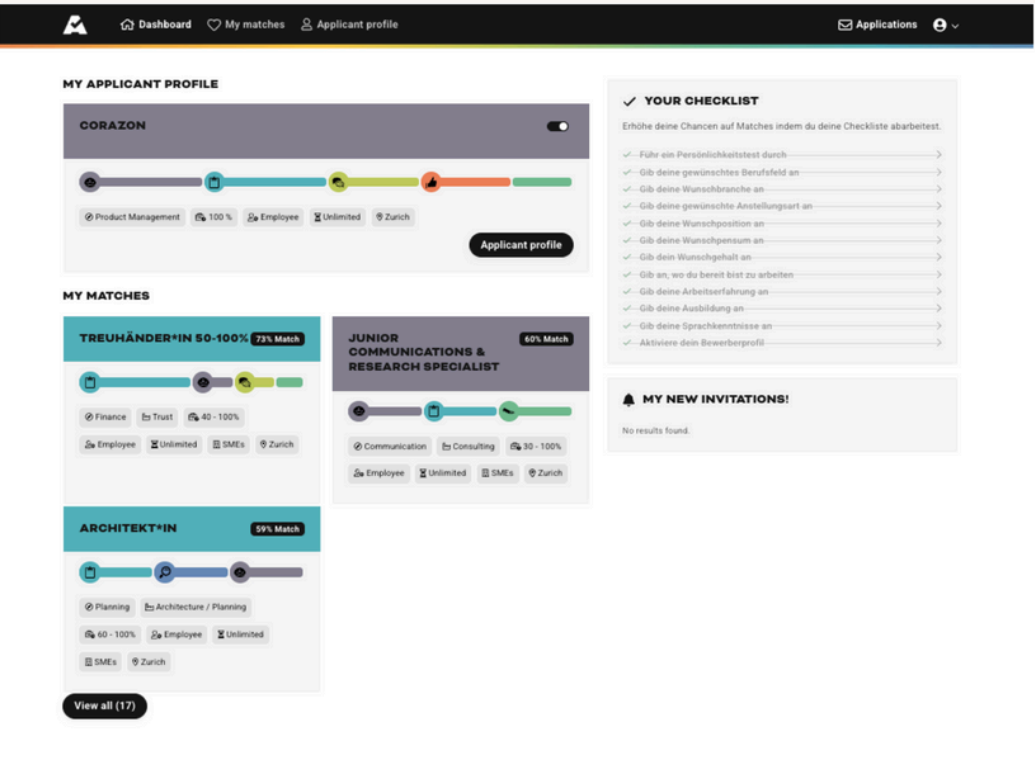 Dashboard My matches Applicant profile Applications
MY APPLICANT PROFILE
CORAZON
Product Management 100 % Employee Unlimited Zurich
Applicant profile
MY MATCHES
TREUHÄNDER*IN 50-100% 73% Match
Finance Trust 40 - 100%
Employee Unlimited SMEs Zurich
JUNIOR
COMMUNICATIONS &
RESEARCH SPECIALIST
60% Match
Communication Consulting 30 - 100%
Employee Unlimited SMEs Zurich
ARCHITEKT*IN 59% Match
Planning Architecture / Planning
60 - 100% Employee Unlimited
SMEs Zurich
View all (17)
YOUR CHECKLIST
Erhöhe deine Chancen auf Matches indem du deine Checkliste abarbeitest.
Führ ein Persönlichkeitstest durch
Gib deine gewünschtes Berufsfeld an
Gib deine Wunschbranche an
Gib deine gewünschte Anstellungsart an
Gib deine Wunschposition an
Gib deine Wunschpensum an
Gib dein Wunschgehalt an
Gib an, wo du bereit bist zu arbeiten
Gib deine Arbeitserfahrung an
Gib deine Ausbildung an
Gib deine Sprachkenntnisse an
Aktiviere dein Bewerberprofil
MY NEW INVITATIONS!
No results found.